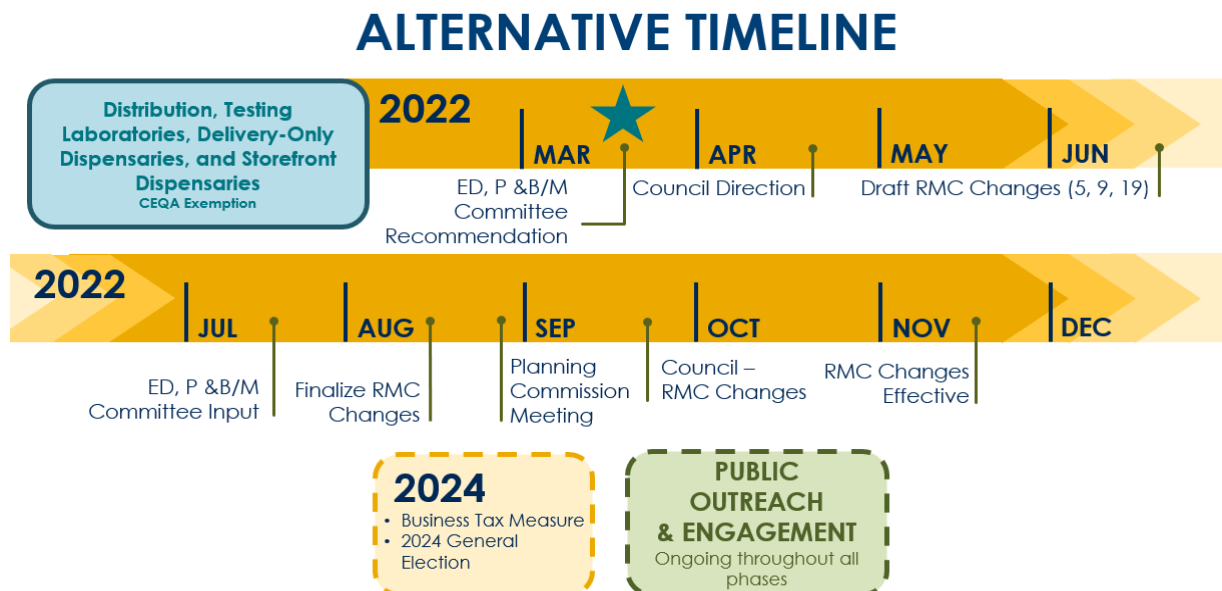 ALTERNATIVE TIMELINE
Distribution, Testing
Laboratories, Delivery-Only
Dispensaries, and Storefront
Dispensaries
CEQA Exemption
2022
MAR
APR
MAY
JUN
ED, P &B/M
Committee
Recommendation
Council Direction
Draft RMC Changes (5, 9, 19)
2022
JUL
AUG
SEP
OCT
NOV
DEC
ED, P &B/M
Committee Input
Finalize RMC
Changes
Planning
Commission
Meeting
Council –
RMC Changes
RMC Changes
Effective
2024
• Business Tax Measure
• 2024 General
Election
PUBLIC
OUTREACH
& ENGAGEMENT
Ongoing throughout all
phases